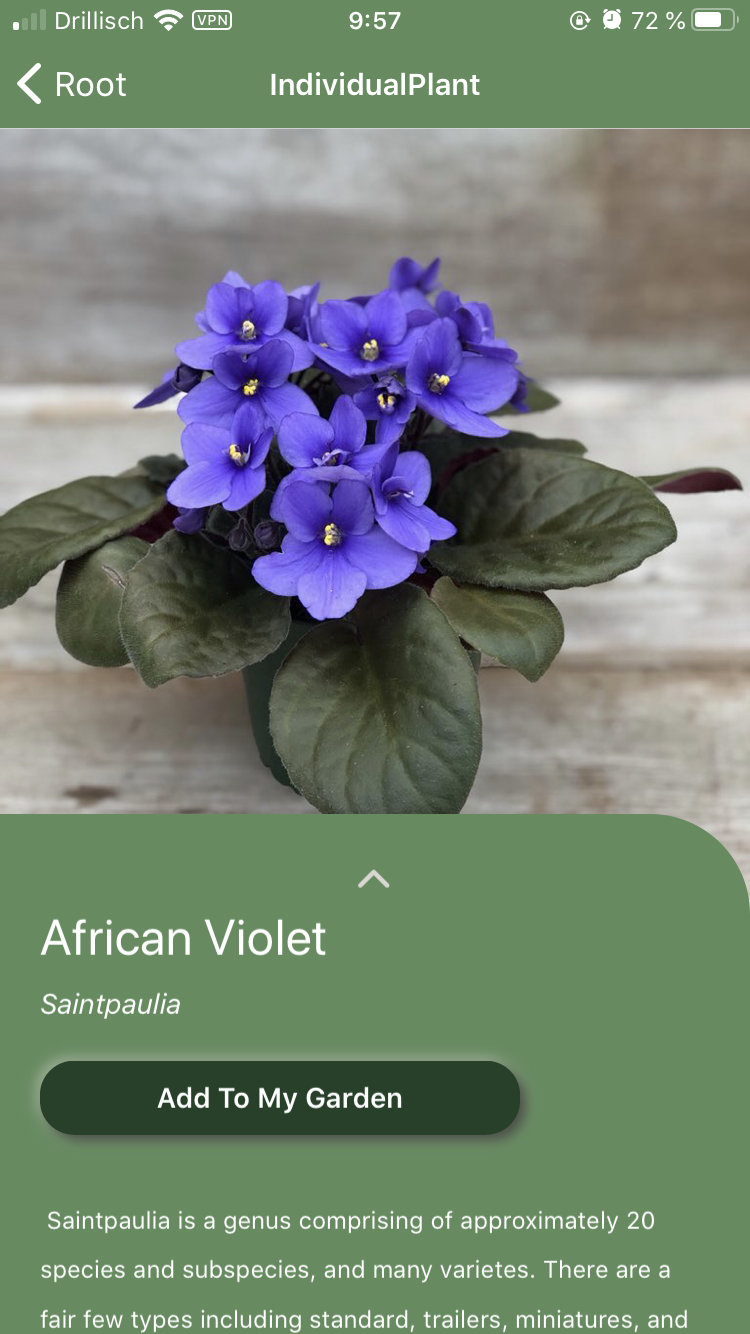 Drillisch VPN 9:57 72 %
Root IndividualPlant
African Violet
Saintpaulia
Add To My Garden
Saintpaulia is a genus comprising of approximately 20
species and subspecies, and many varietes. There are a
fair few types including standard, trailers, miniatures, and